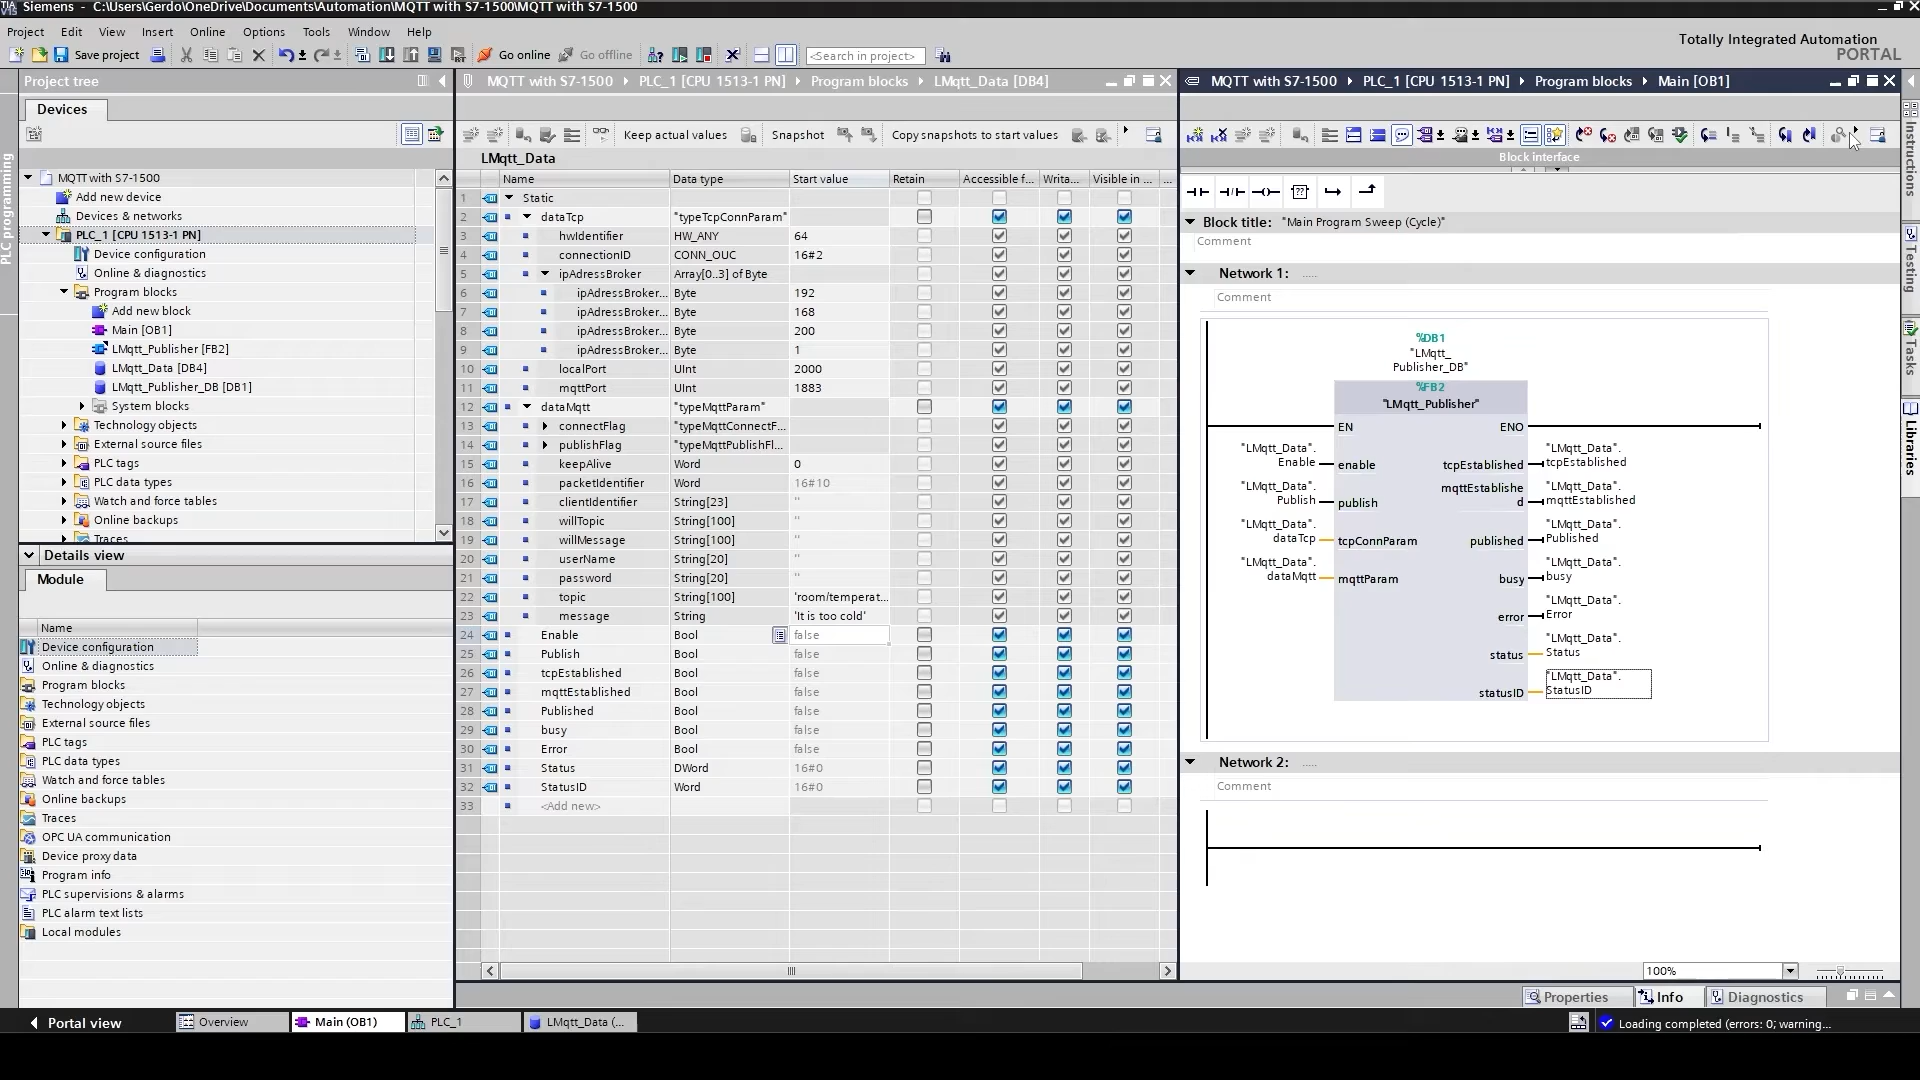 Siemens - C:\Users\Gerdo\OneDrive\Documents\Automation\MQTT with S7-1500\MQTT with S7-1500
Project Edit View Insert Online Options Tools Window Help
Totally Integrated Automation
PORTAL
Save project
Go online
Go offline
<Search in project>
Project tree
Devices
PLC programming
MQTT with S7-1500
Add new device
Devices & networks
PLC_1 [CPU 1513-1 PN]
Device configuration
Online & diagnostics
Program blocks
Add new block
Main [OB1]
LMqtt_Publisher [FB2]
LMqtt_Data [DB4]
LMqtt_Publisher_DB [DB1]
System blocks
Technology objects
External source files
PLC tags
PLC data types
Watch and force tables
Online backups
Traces
Details view
Module
Name
Device configuration
Online & diagnostics
Program blocks
Technology objects
External source files
PLC tags
PLC data types
Watch and force tables
Online backups
Traces
OPC UA communication
Device proxy data
Program info
PLC supervisions & alarms
PLC alarm text lists
Local modules
MQTT with S7-1500 PLC_1 [CPU 1513-1 PN] Program blocks LMqtt_Data [DB4]
Keep actual values Snapshot Copy snapshots to start values
LMqtt_Data
Name Data type Start value Retain Accessible f... Writa... Visible in ... ...
1 Static
2 dataTcp "typeTcpConnParam"
3 hwIdentifier HW_ANY 64
4 connectionID CONN_OUC 16#2
5 ipAdressBroker Array[0..3] of Byte
6 ipAdressBroker... Byte 192
7 ipAdressBroker... Byte 168
8 ipAdressBroker... Byte 200
9 ipAdressBroker... Byte 1
10 localPort UInt 2000
11 mqttPort UInt 1883
12 dataMqtt "typeMqttParam"
13 connectFlag "typeMqttConnectF...
14 publishFlag "typeMqttPublishFl...
15 keepAlive Word 0
16 packetIdentifier Word 16#10
17 clientIdentifier String[23] ''
18 willTopic String[100] ''
19 willMessage String[100] ''
20 userName String[20] ''
21 password String[20] ''
22 topic String[100] 'room/temperat...
23 message String 'It is too cold'
24 Enable Bool false
25 Publish Bool false
26 tcpEstablished Bool false
27 mqttEstablished Bool false
28 Published Bool false
29 busy Bool false
30 Error Bool false
31 Status DWord 16#0
32 StatusID Word 16#0
33 <Add new>
MQTT with S7-1500 PLC_1 [CPU 1513-1 PN] Program blocks Main [OB1]
Block interface
Block title: "Main Program Sweep (Cycle)"
Comment
Network 1: .....
Comment
%DB1
"LMqtt_
Publisher_DB"
%FB2
"LMqtt_Publisher"
EN ENO
"LMqtt_Data".
Enable enable
"LMqtt_Data".
Publish publish
"LMqtt_Data".
dataTcp tcpConnParam
"LMqtt_Data".
dataMqtt mqttParam
"LMqtt_Data".
tcpEstablished tcpEstablished
"LMqtt_Data".
mqttEstablishe
d mqttEstablished
"LMqtt_Data".
published Published
"LMqtt_Data".
busy busy
"LMqtt_Data".
error Error
"LMqtt_Data".
status Status
"LMqtt_Data".
statusID StatusID
Network 2: .....
Comment
100%
Instructions
Testing
Tasks
Libraries
Properties Info Diagnostics
Portal view Overview Main (OB1) PLC_1 LMqtt_Data (...
Loading completed (errors: 0; warning...